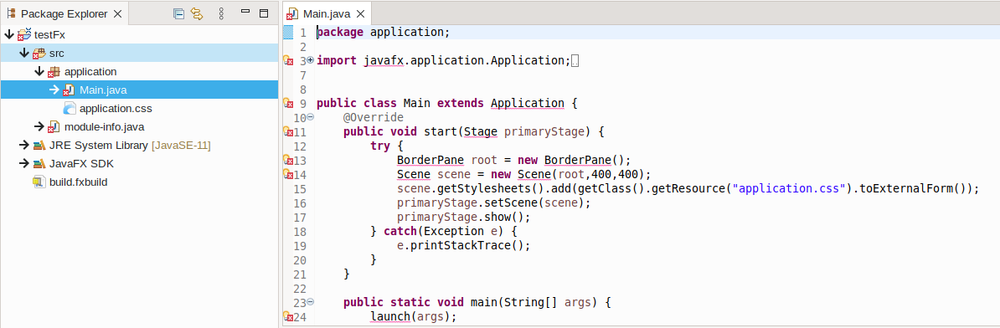 Package Explorer
testFx
src
application
Main.java
application.css
module-info.java
JRE System Library [JavaSE-11]
JavaFX SDK
build.fxbuild
Main.java
1 package application;
2
3 import javafx.application.Application;
7
8
9 public class Main extends Application {
10 @Override
11 public void start(Stage primaryStage) {
12 try {
13 BorderPane root = new BorderPane();
14 Scene scene = new Scene(root,400,400);
15 scene.getStylesheets().add(getClass().getResource("application.css").toExternalForm());
16 primaryStage.setScene(scene);
17 primaryStage.show();
18 } catch(Exception e) {
19 e.printStackTrace();
20 }
21 }
22
23 public static void main(String[] args) {
24 launch(args);